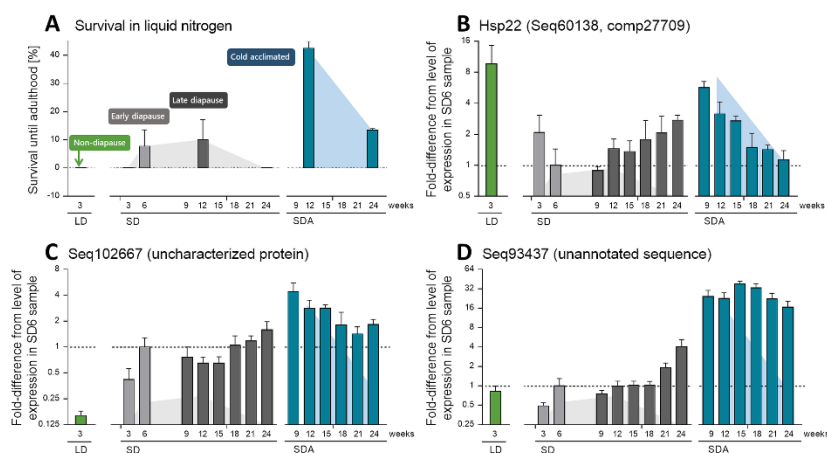 A Survival in liquid nitrogen
Survival until adulthood [%]
40
30
20
10
0
-10
Non-diapause
Early diapause
Late diapause
Cold acclimated
3 3 6 9 12 15 18 21 24 9 12 15 18 21 24 weeks
LD SD SDA
B Hsp22 (Seq60138, comp27709)
Fold-difference from level of
expression in SD6 sample
16
8
4
2
1
0.5
3 3 6 9 12 15 18 21 24 9 12 15 18 21 24 weeks
LD SD SDA
C Seq102667 (uncharacterized protein)
Fold-difference from level of
expression in SD6 sample
8
4
2
1
0.5
0.25
0.125
3 3 6 9 12 15 18 21 24 9 12 15 18 21 24 weeks
LD SD SDA
D Seq93437 (unannotated sequence)
Fold-difference from level of
expression in SD6 sample
64
32
16
8
4
2
1
0.5
0.25
3 3 6 9 12 15 18 21 24 9 12 15 18 21 24 weeks
LD SD SDA